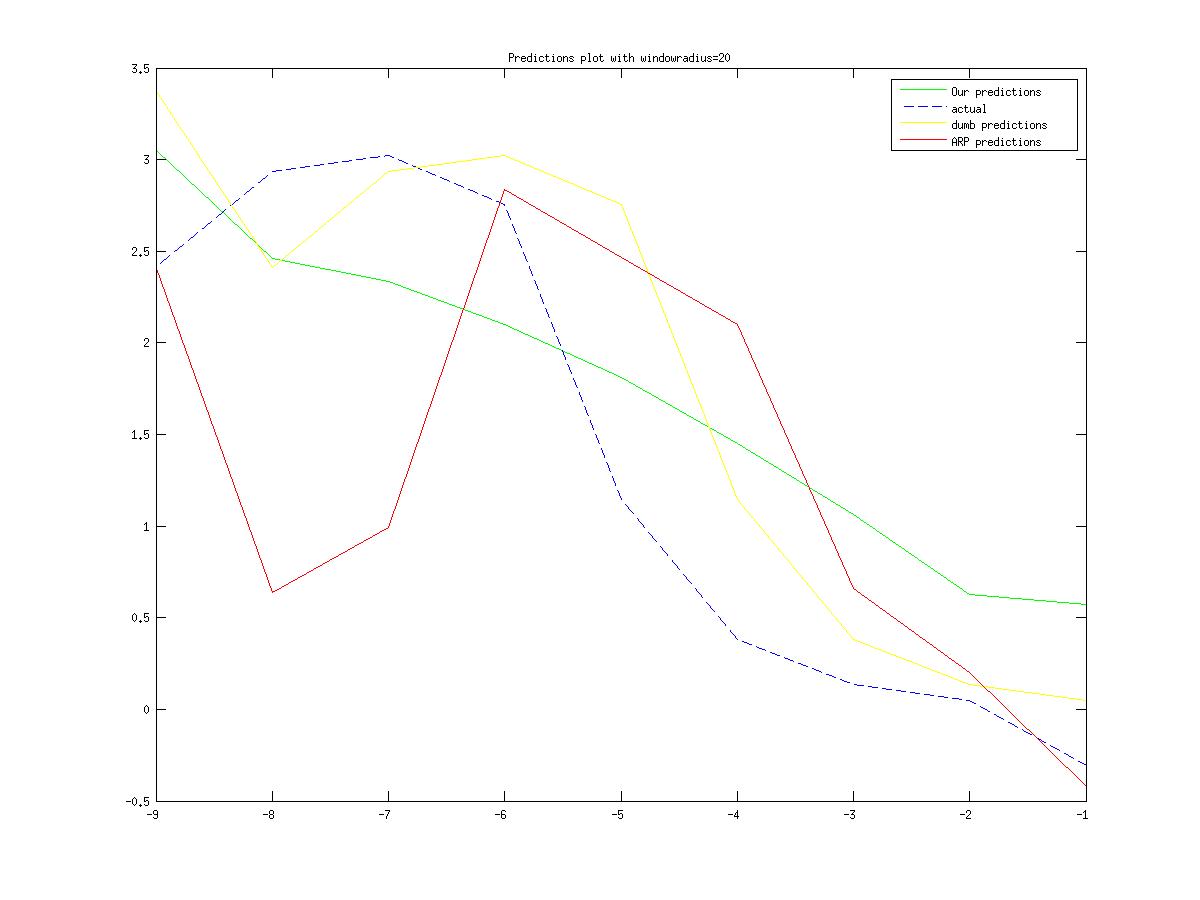 Predictions plot with windowradius=20
3.5
3
2.5
2
1.5
1
0.5
0
-0.5
-9 -8 -7 -6 -5 -4 -3 -2 -1
Our predictions
actual
dumb predictions
ARP predictions